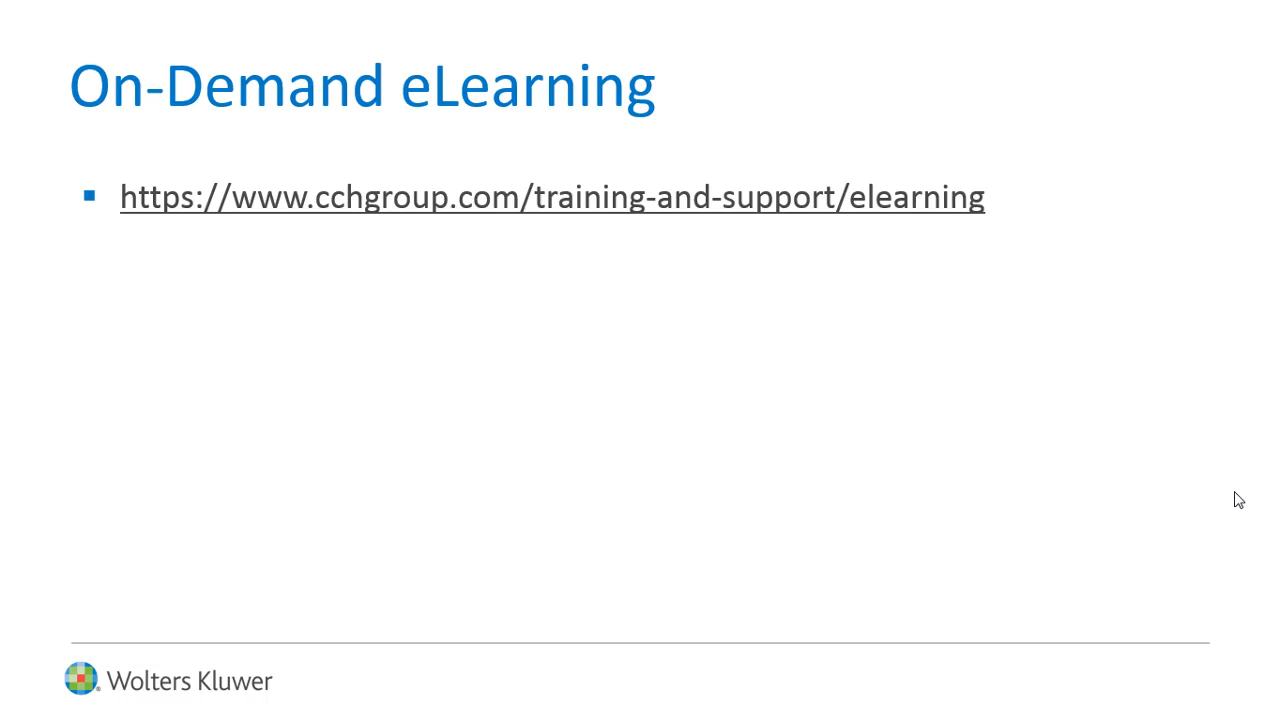 On-Demand eLearning
https://www.cchgroup.com/training-and-support/elearning
Wolters Kluwer